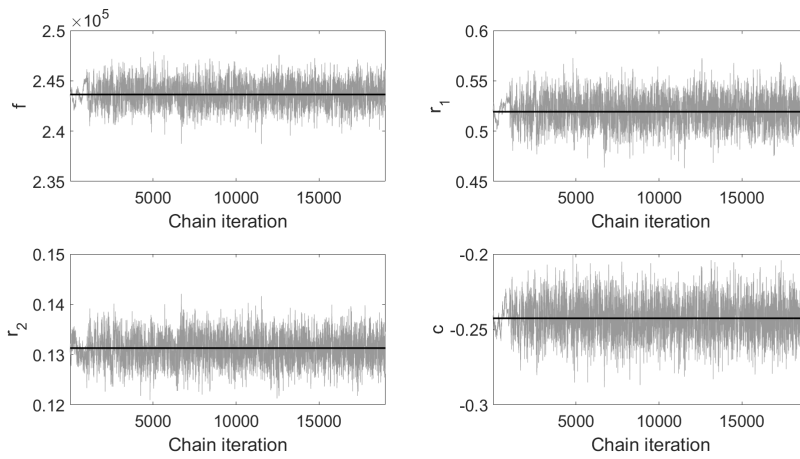 ×10⁵
2.5
2.45
2.4
2.35
f
5000 10000 15000
Chain iteration
0.6
0.55
0.5
0.45
r₁
5000 10000 15000
Chain iteration
0.15
0.14
0.13
0.12
r₂
5000 10000 15000
Chain iteration
-0.2
-0.25
-0.3
c
5000 10000 15000
Chain iteration